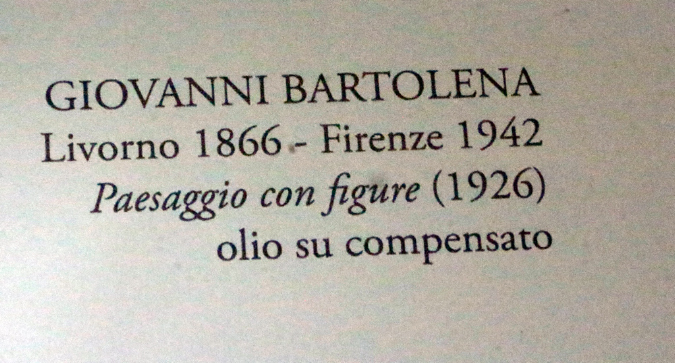 GIOVANNI BARTOLENA
Livorno 1866 - Firenze 1942
Paesaggio con figure (1926)
olio su compensato